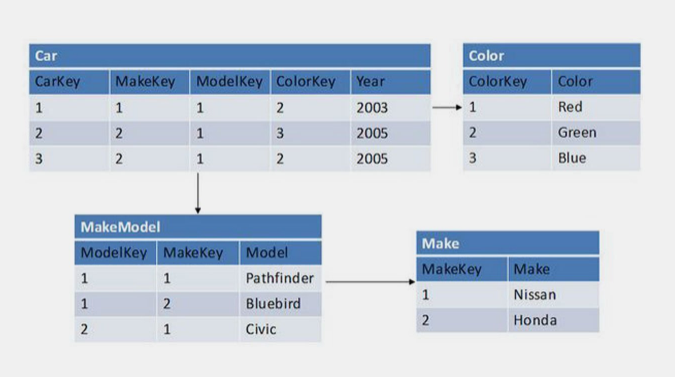 Car
CarKey MakeKey ModelKey ColorKey Year
1 1 1 2 2003
2 2 1 3 2005
3 2 1 2 2005
Color
ColorKey Color
1 Red
2 Green
3 Blue
MakeModel
ModelKey MakeKey Model
1 1 Pathfinder
1 2 Bluebird
2 1 Civic
Make
MakeKey Make
1 Nissan
2 Honda